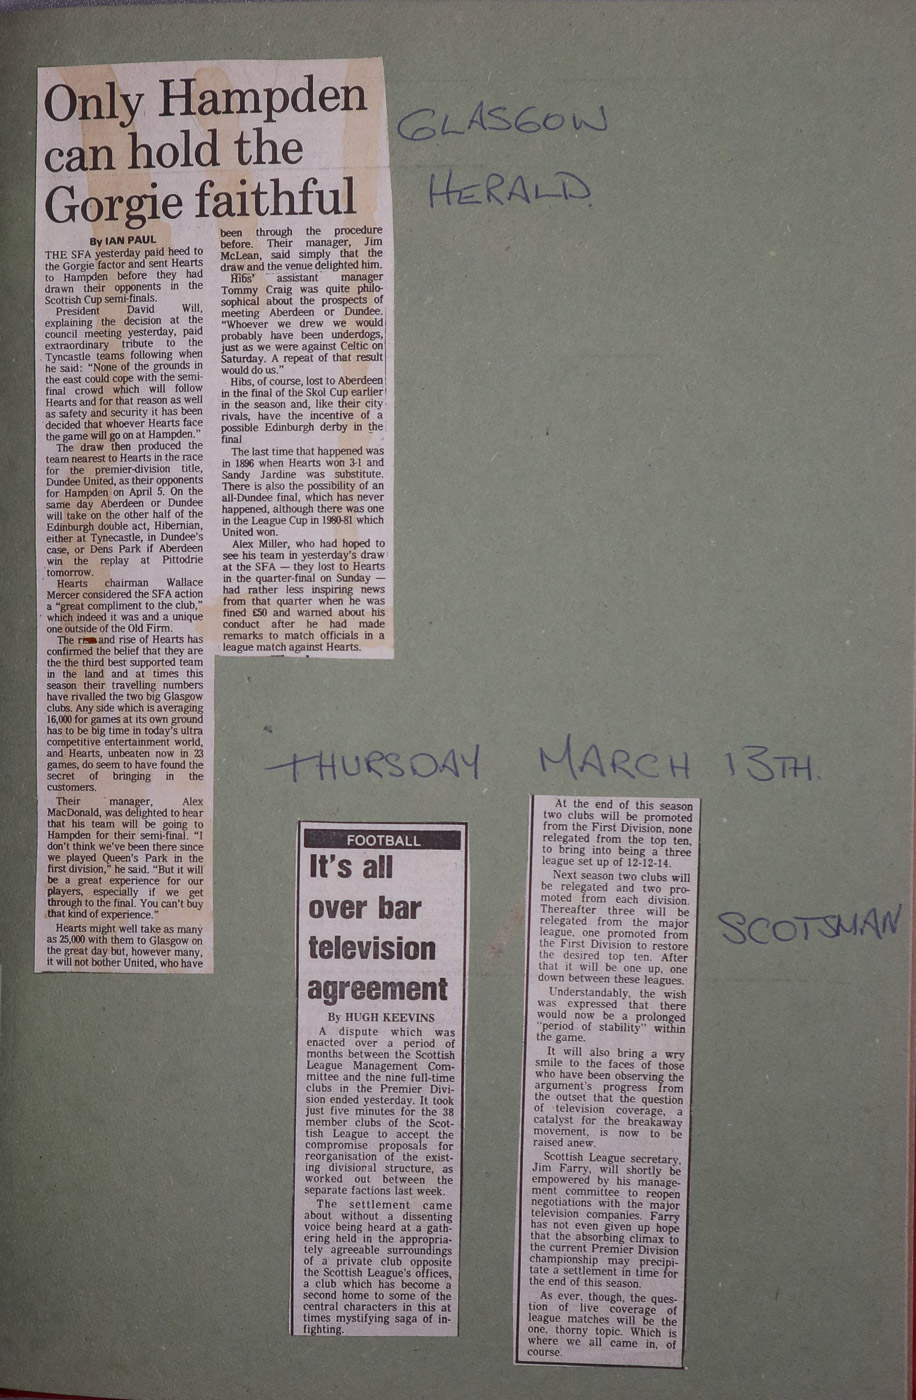 Only Hampden
can hold the
Gorgie faithful
GLASGOW
HERALD.
By IAN PAUL
THE SFA yesterday paid heed to
the Gorgie factor and sent Hearts
to Hampden before they had
drawn their opponents in the
Scottish Cup semi-finals.
President David Will,
explaining the decision at the
council meeting yesterday, paid
extraordinary tribute to the
Tyncastle teams following when
he said: “None of the grounds in
the east could cope with the semi-
final crowd which will follow
Hearts and for that reason as well
as safety and security it has been
decided that whoever Hearts face
the game will go on at Hampden.”
The draw then produced the
team nearest to Hearts in the race
for the premier-division title,
Dundee United, as their opponents
for Hampden on April 5. On the
same day Aberdeen or Dundee
will take on the other half of the
Edinburgh double act, Hibernian,
either at Tynecastle, in Dundee's
case, or Dens Park if Aberdeen
win the replay at Pittodrie
tomorrow.
Hearts chairman Wallace
Mercer considered the SFA action
a “great compliment to the club,”
which indeed it was and a unique
one outside of the Old Firm.
The rise and rise of Hearts has
confirmed the belief that they are
the the third best supported team
in the land and at times this
season their travelling numbers
have rivalled the two big Glasgow
clubs. Any side which is averaging
16,000 for games at its own ground
has to be big time in today's ultra
competitive entertainment world,
and Hearts, unbeaten now in 23
games, do seem to have found the
secret of bringing in the
customers.
Their manager, Alex
MacDonald, was delighted to hear
that his team will be going to
Hampden for their semi-final. “I
don't think we've been there since
we played Queen's Park in the
first division,” he said. “But it will
be a great experience for our
players, especially if we get
through to the final. You can't buy
that kind of experience.”
Hearts might well take as many
as 25,000 with them to Glasgow on
the great day but, however many,
it will not bother United, who have
been through the procedure
before. Their manager, Jim
McLean, said simply that the
draw and the venue delighted him.
Hibs' assistant manager
Tommy Craig was quite philo-
sophical about the prospects of
meeting Aberdeen or Dundee.
“Whoever we drew we would
probably have been underdogs,
just as we were against Celtic on
Saturday. A repeat of that result
would do us.”
Hibs, of course, lost to Aberdeen
in the final of the Skol Cup earlier
in the season and, like their city
rivals, have the incentive of a
possible Edinburgh derby in the
final
The last time that happened was
in 1896 when Hearts won 3-1 and
Sandy Jardine was substitute.
There is also the possibility of an
all-Dundee final, which has never
happened, although there was one
in the League Cup in 1980-81 which
United won.
Alex Miller, who had hoped to
see his team in yesterday's draw
at the SFA — they lost to Hearts
in the quarter-final on Sunday —
had rather less inspiring news
from that quarter when he was
fined £50 and warned about his
conduct after he had made
remarks to match officials in a
league match against Hearts.
THURSDAY MARCH 13TH.
FOOTBALL
It's all
over bar
television
agreement
By HUGH KEEVINS
A dispute which was
enacted over a period of
months between the Scottish
League Management Com-
mittee and the nine full-time
clubs in the Premier Divi-
sion ended yesterday. It took
just five minutes for the 38
member clubs of the Scot-
tish League to accept the
compromise proposals for
reorganisation of the exist-
ing divisional structure, as
worked out between the
separate factions last week.
The settlement came
about without a dissenting
voice being heard at a gath-
ering held in the appropria-
tely agreeable surroundings
of a private club opposite
the Scottish League's offices,
a club which has become a
second home to some of the
central characters in this at
times mystifying saga of in-
fighting.
At the end of this season
two clubs will be promoted
from the First Division, none
relegated from the top ten,
to bring into being a three
league set up of 12-12-14.
Next season two clubs will
be relegated and two pro-
moted from each division.
Thereafter three will be
relegated from the major
league, one promoted from
the First Division to restore
the desired top ten. After
that it will be one up, one
down between these leagues.
Understandably, the wish
was expressed that there
would now be a prolonged
“period of stability” within
the game.
It will also bring a wry
smile to the faces of those
who have been observing the
argument's progress from
the outset that the question
of television coverage, a
catalyst for the breakaway
movement, is now to be
raised anew.
Scottish League secretary,
Jim Farry, will shortly be
empowered by his manage-
ment committee to reopen
negotiations with the major
television companies. Farry
has not even given up hope
that the absorbing climax to
the current Premier Division
championship may precipi-
tate a settlement in time for
the end of this season.
As ever, though, the ques-
tion of live coverage of
league matches will be the
one, thorny topic. Which is
where we all came in, of
course.
SCOTSMAN